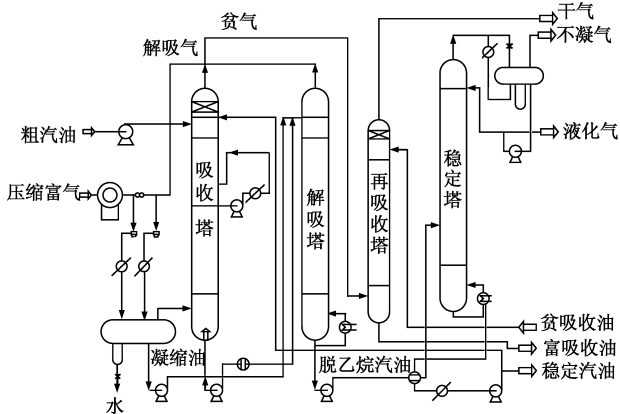 干气
贫气
不凝气
解吸气
粗汽油
液化气
吸收塔
解吸塔
再吸收塔
稳定塔
压缩富气
贫吸收油
富吸收油
凝缩油
脱乙烷汽油
稳定汽油
水